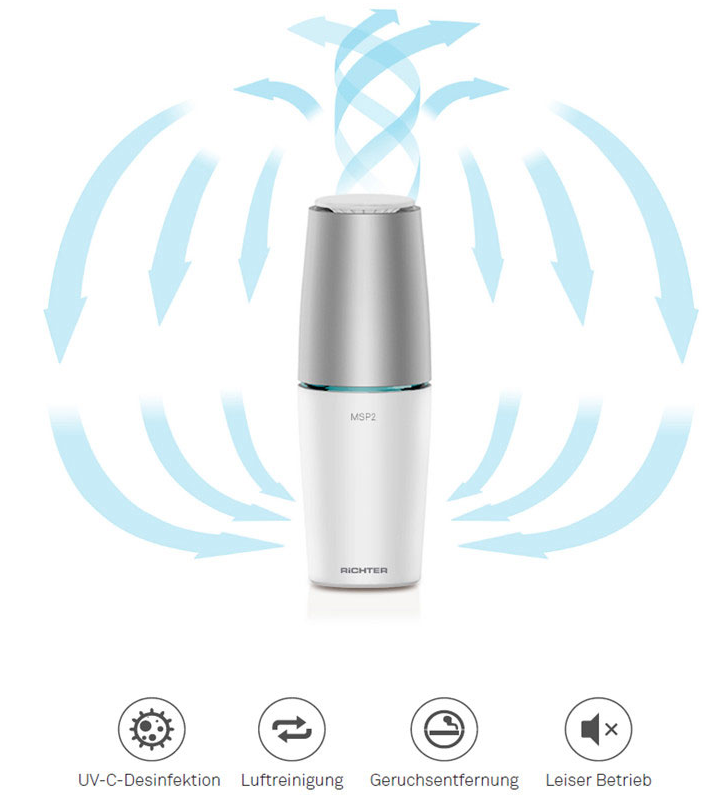 MSP2
RiCHTER
UV-C-Desinfektion
Luftreinigung
Geruchsentfernung
Leiser Betrieb